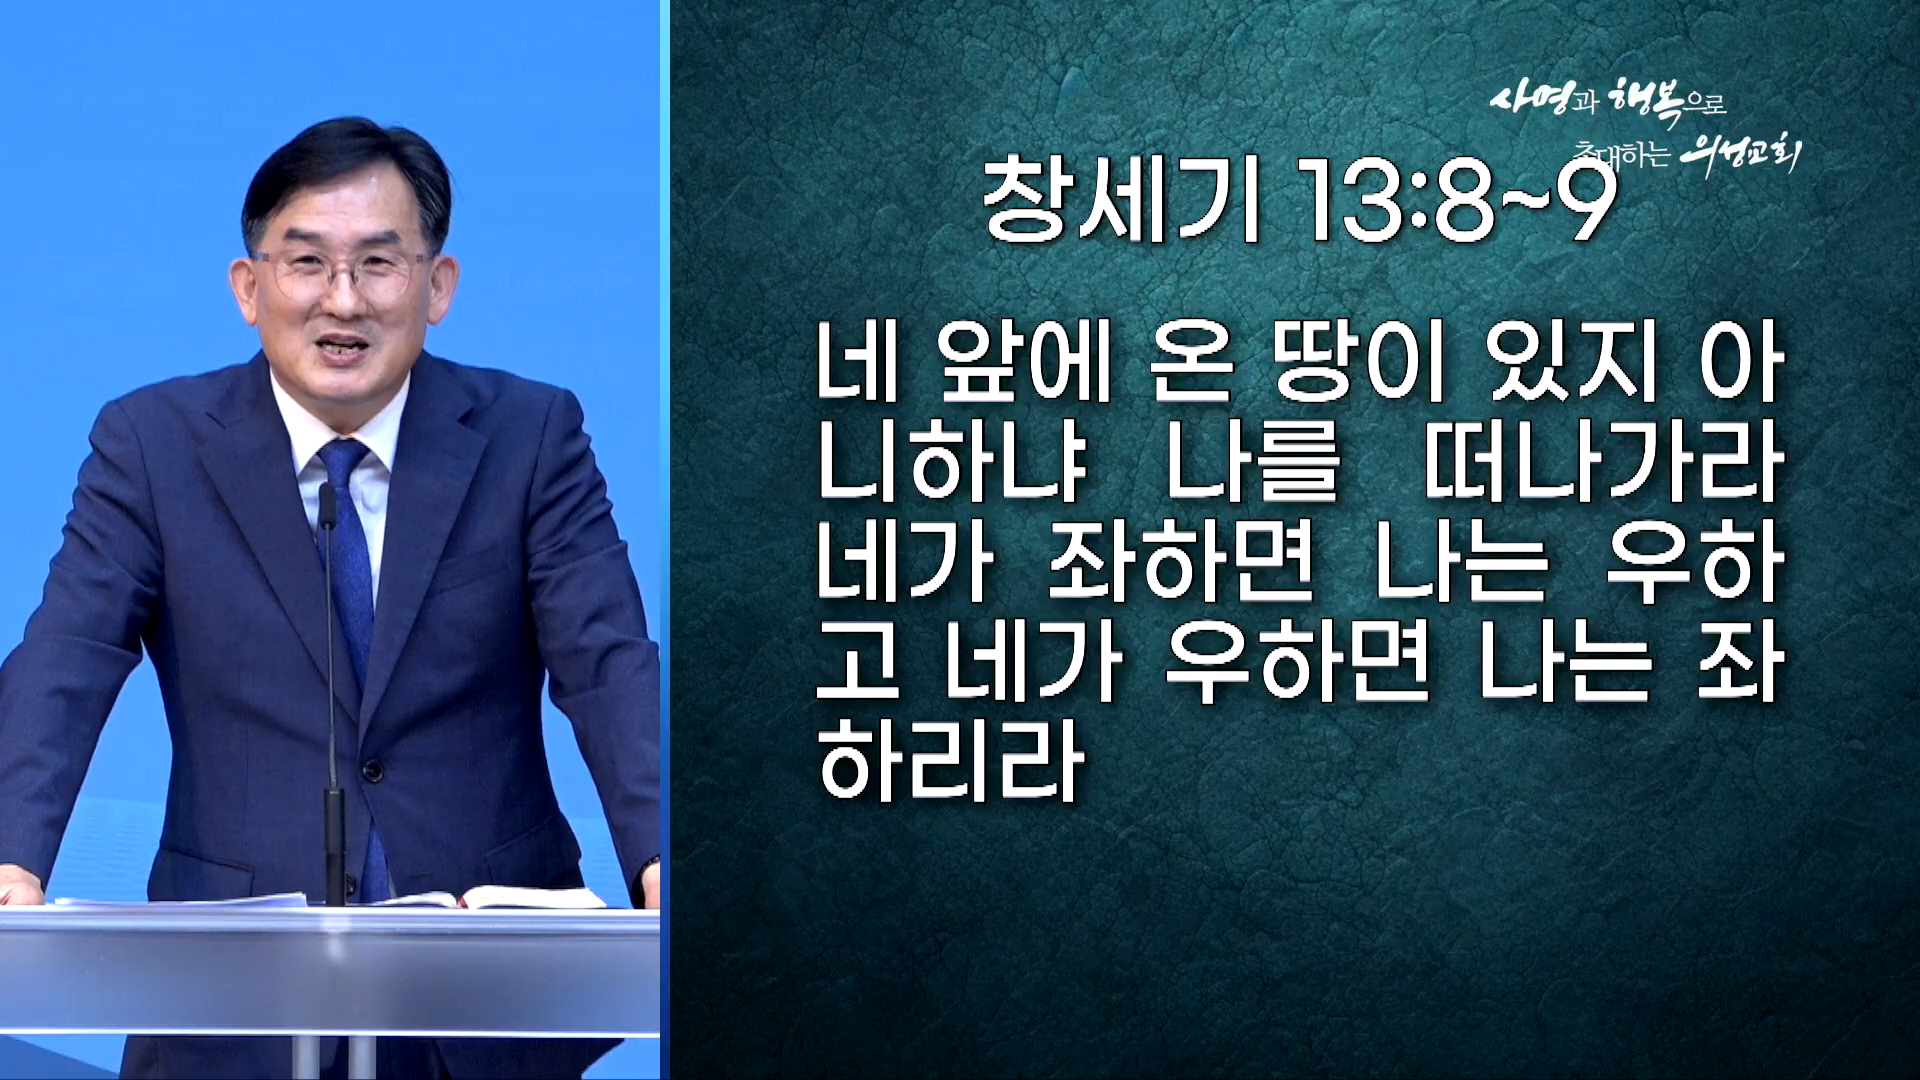 사명과 행복으로
초대하는 의성교회
창세기 13:8~9
네 앞에 온 땅이 있지 아
니하냐 나를 떠나가라
네가 좌하면 나는 우하
고 네가 우하면 나는 좌
하리라